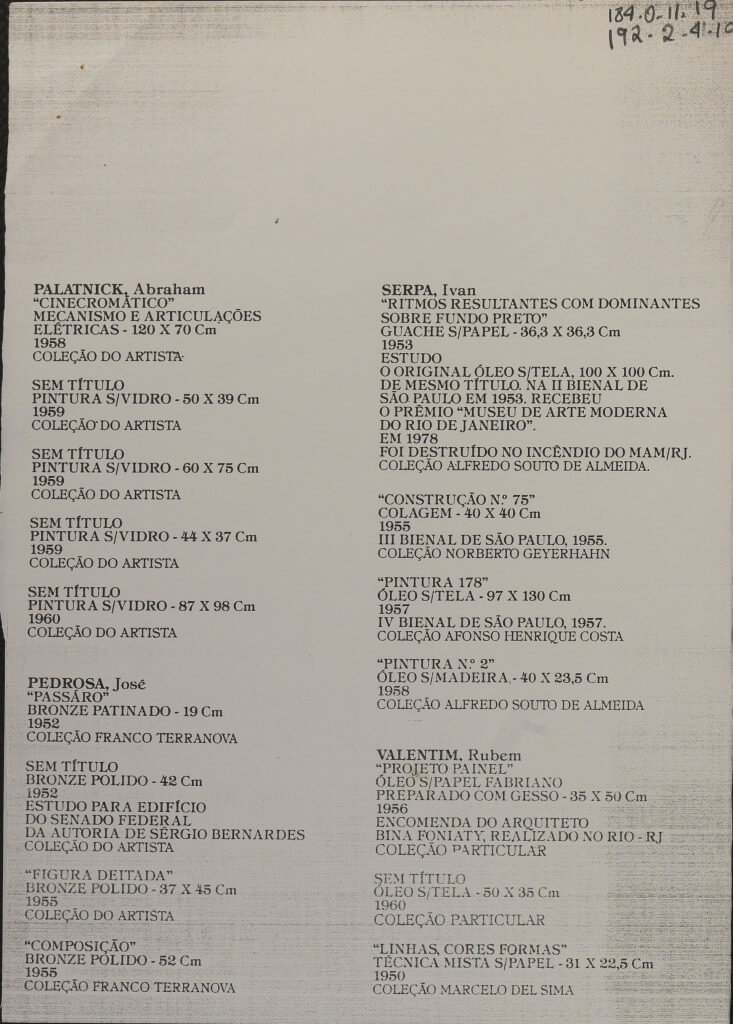 184.0-11.19
192-2-41-10
PALATNICK, Abraham
“CINECROMÁTICO”
MECANISMO E ARTICULAÇÕES
ELÉTRICAS - 120 X 70 Cm
1958
COLEÇÃO DO ARTISTA
SEM TÍTULO
PINTURA S/VIDRO - 50 X 39 Cm
1959
COLEÇÃO DO ARTISTA
SEM TÍTULO
PINTURA S/VIDRO - 60 X 75 Cm
1959
COLEÇÃO DO ARTISTA
SEM TÍTULO
PINTURA S/VIDRO - 44 X 37 Cm
1959
COLEÇÃO DO ARTISTA
SEM TÍTULO
PINTURA S/VIDRO - 87 X 98 Cm
1960
COLEÇÃO DO ARTISTA
PEDROSA, José
“PASSÁRO”
BRONZE PATINADO - 19 Cm
1952
COLEÇÃO FRANCO TERRANOVA
SEM TÍTULO
BRONZE POLIDO - 42 Cm
1952
ESTUDO PARA EDIFÍCIO
DO SENADO FEDERAL
DA AUTORIA DE SÉRGIO BERNARDES
COLEÇÃO DO ARTISTA
“FIGURA DEITADA”
BRONZE POLIDO - 37 X 45 Cm
1955
COLEÇÃO DO ARTISTA
“COMPOSIÇÃO”
BRONZE POLIDO - 52 Cm
1955
COLEÇÃO FRANCO TERRANOVA
SERPA, Ivan
“RITMOS RESULTANTES COM DOMINANTES
SOBRE FUNDO PRETO”
GUACHE S/PAPEL - 36,3 X 36,3 Cm
1953
ESTUDO
O ORIGINAL ÓLEO S/TELA, 100 X 100 Cm.
DE MESMO TÍTULO. NA II BIENAL DE
SÃO PAULO EM 1953. RECEBEU
O PRÊMIO “MUSEU DE ARTE MODERNA
DO RIO DE JANEIRO”.
EM 1978
FOI DESTRUÍDO NO INCÊNDIO DO MAM/RJ.
COLEÇÃO ALFREDO SOUTO DE ALMEIDA.
“CONSTRUÇÃO N.º 75”
COLAGEM - 40 X 40 Cm
1955
III BIENAL DE SÃO PAULO, 1955.
COLEÇÃO NORBERTO GEYERHAHN
“PINTURA 178”
ÓLEO S/TELA - 97 X 130 Cm
1957
IV BIENAL DE SÃO PAULO, 1957.
COLEÇÃO AFONSO HENRIQUE COSTA
“PINTURA N.º 2”
ÓLEO S/MADEIRA - 40 X 23,5 Cm
1958
COLEÇÃO ALFREDO SOUTO DE ALMEIDA
VALENTIM, Rubem
“PROJETO PAINEL”
ÓLEO S/PAPEL FABRIANO
PREPARADO COM GESSO - 35 X 50 Cm
1956
ENCOMENDA DO ARQUITETO
BINA FONIATY, REALIZADO NO RIO - RJ
COLEÇÃO PARTICULAR
SEM TÍTULO
ÓLEO S/TELA - 50 X 35 Cm
1960
COLEÇÃO PARTICULAR
“LINHAS, CORES FORMAS”
TÉCNICA MISTA S/PAPEL - 31 X 22,5 Cm
1950
COLEÇÃO MARCELO DEL SIMA